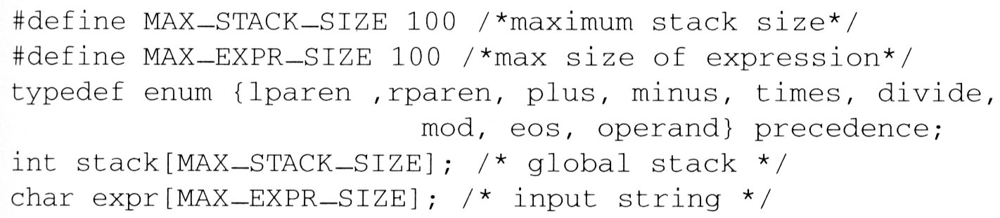 #define MAX_STACK_SIZE 100 /*maximum stack size*/
#define MAX_EXPR_SIZE 100 /*max size of expression*/
typedef enum {lparen ,rparen, plus, minus, times, divide,
mod, eos, operand} precedence;
int stack[MAX_STACK_SIZE]; /* global stack */
char expr[MAX_EXPR_SIZE]; /* input string */